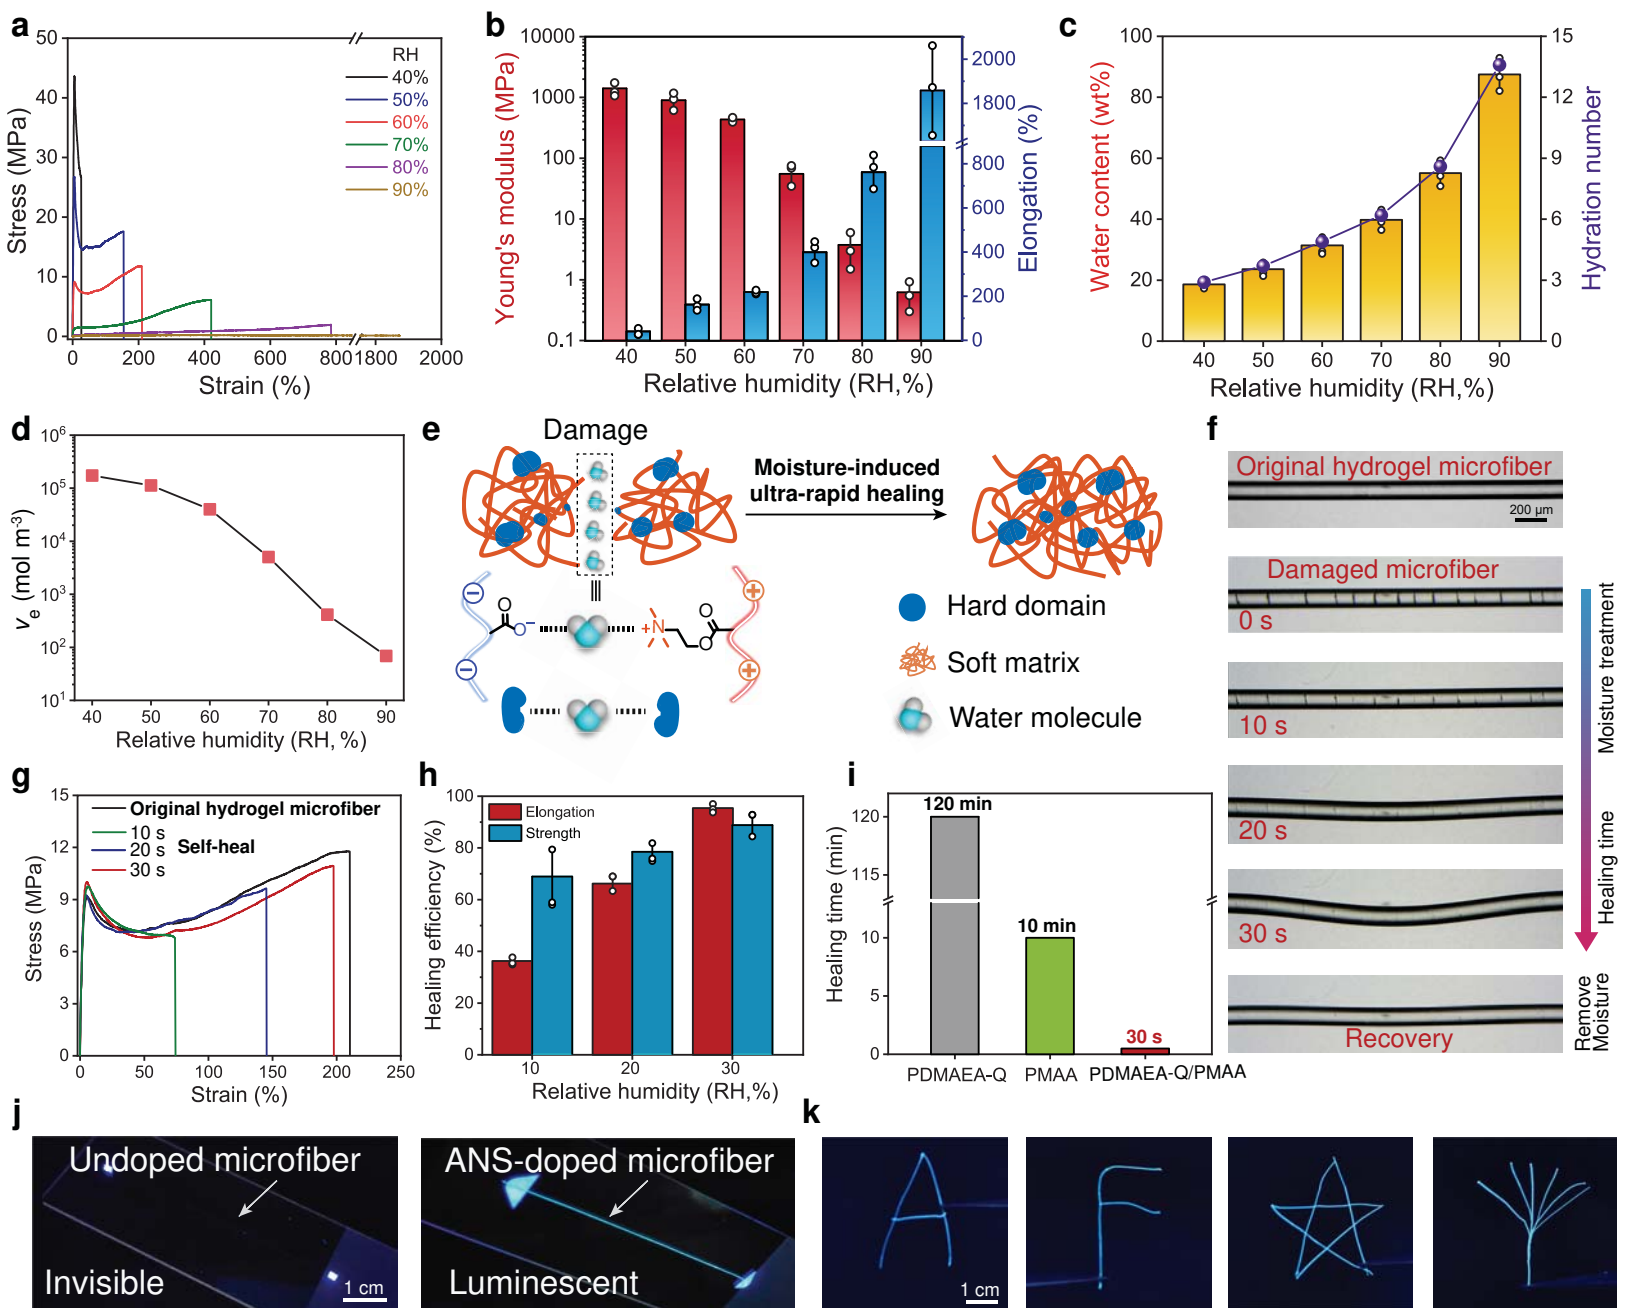 a
50
40
30
20
10
0
Stress (MPa)
RH
40%
50%
60%
70%
80%
90%
0 200 400 600 800 1800 2000
Strain (%)
b
10000
1000
100
10
1
0.1
Young's modulus (MPa)
2000
1800
800
600
400
200
0
Elongation (%)
40 50 60 70 80 90
Relative humidity (RH,%)
c
100
80
60
40
20
0
Water content (wt%)
15
12
9
6
3
0
Hydration number
40 50 60 70 80 90
Relative humidity (RH,%)
d
10⁶
10⁵
10⁴
10³
10²
10¹
vₑ (mol m⁻³)
40 50 60 70 80 90
Relative humidity (RH, %)
e
Damage
Moisture-induced
ultra-rapid healing
O
O⁻
+N
O
O
Hard domain
Soft matrix
Water molecule
f
Original hydrogel microfiber
200 µm
Damaged microfiber
0 s
10 s
20 s
30 s
Recovery
Moisture treatment
Healing time
Remove
Moisture
g
15
12
9
6
3
0
Stress (MPa)
Original hydrogel microfiber
10 s
20 s Self-heal
30 s
0 50 100 150 200 250
Strain (%)
h
100
80
60
40
20
0
Healing efficiency (%)
Elongation
Strength
10 20 30
Relative humidity (RH,%)
i
120
115
10
5
0
Healing time (min)
120 min
10 min
30 s
PDMAEA-Q PMAA PDMAEA-Q/PMAA
j
Undoped microfiber
Invisible
1 cm
ANS-doped microfiber
Luminescent
k
1 cm